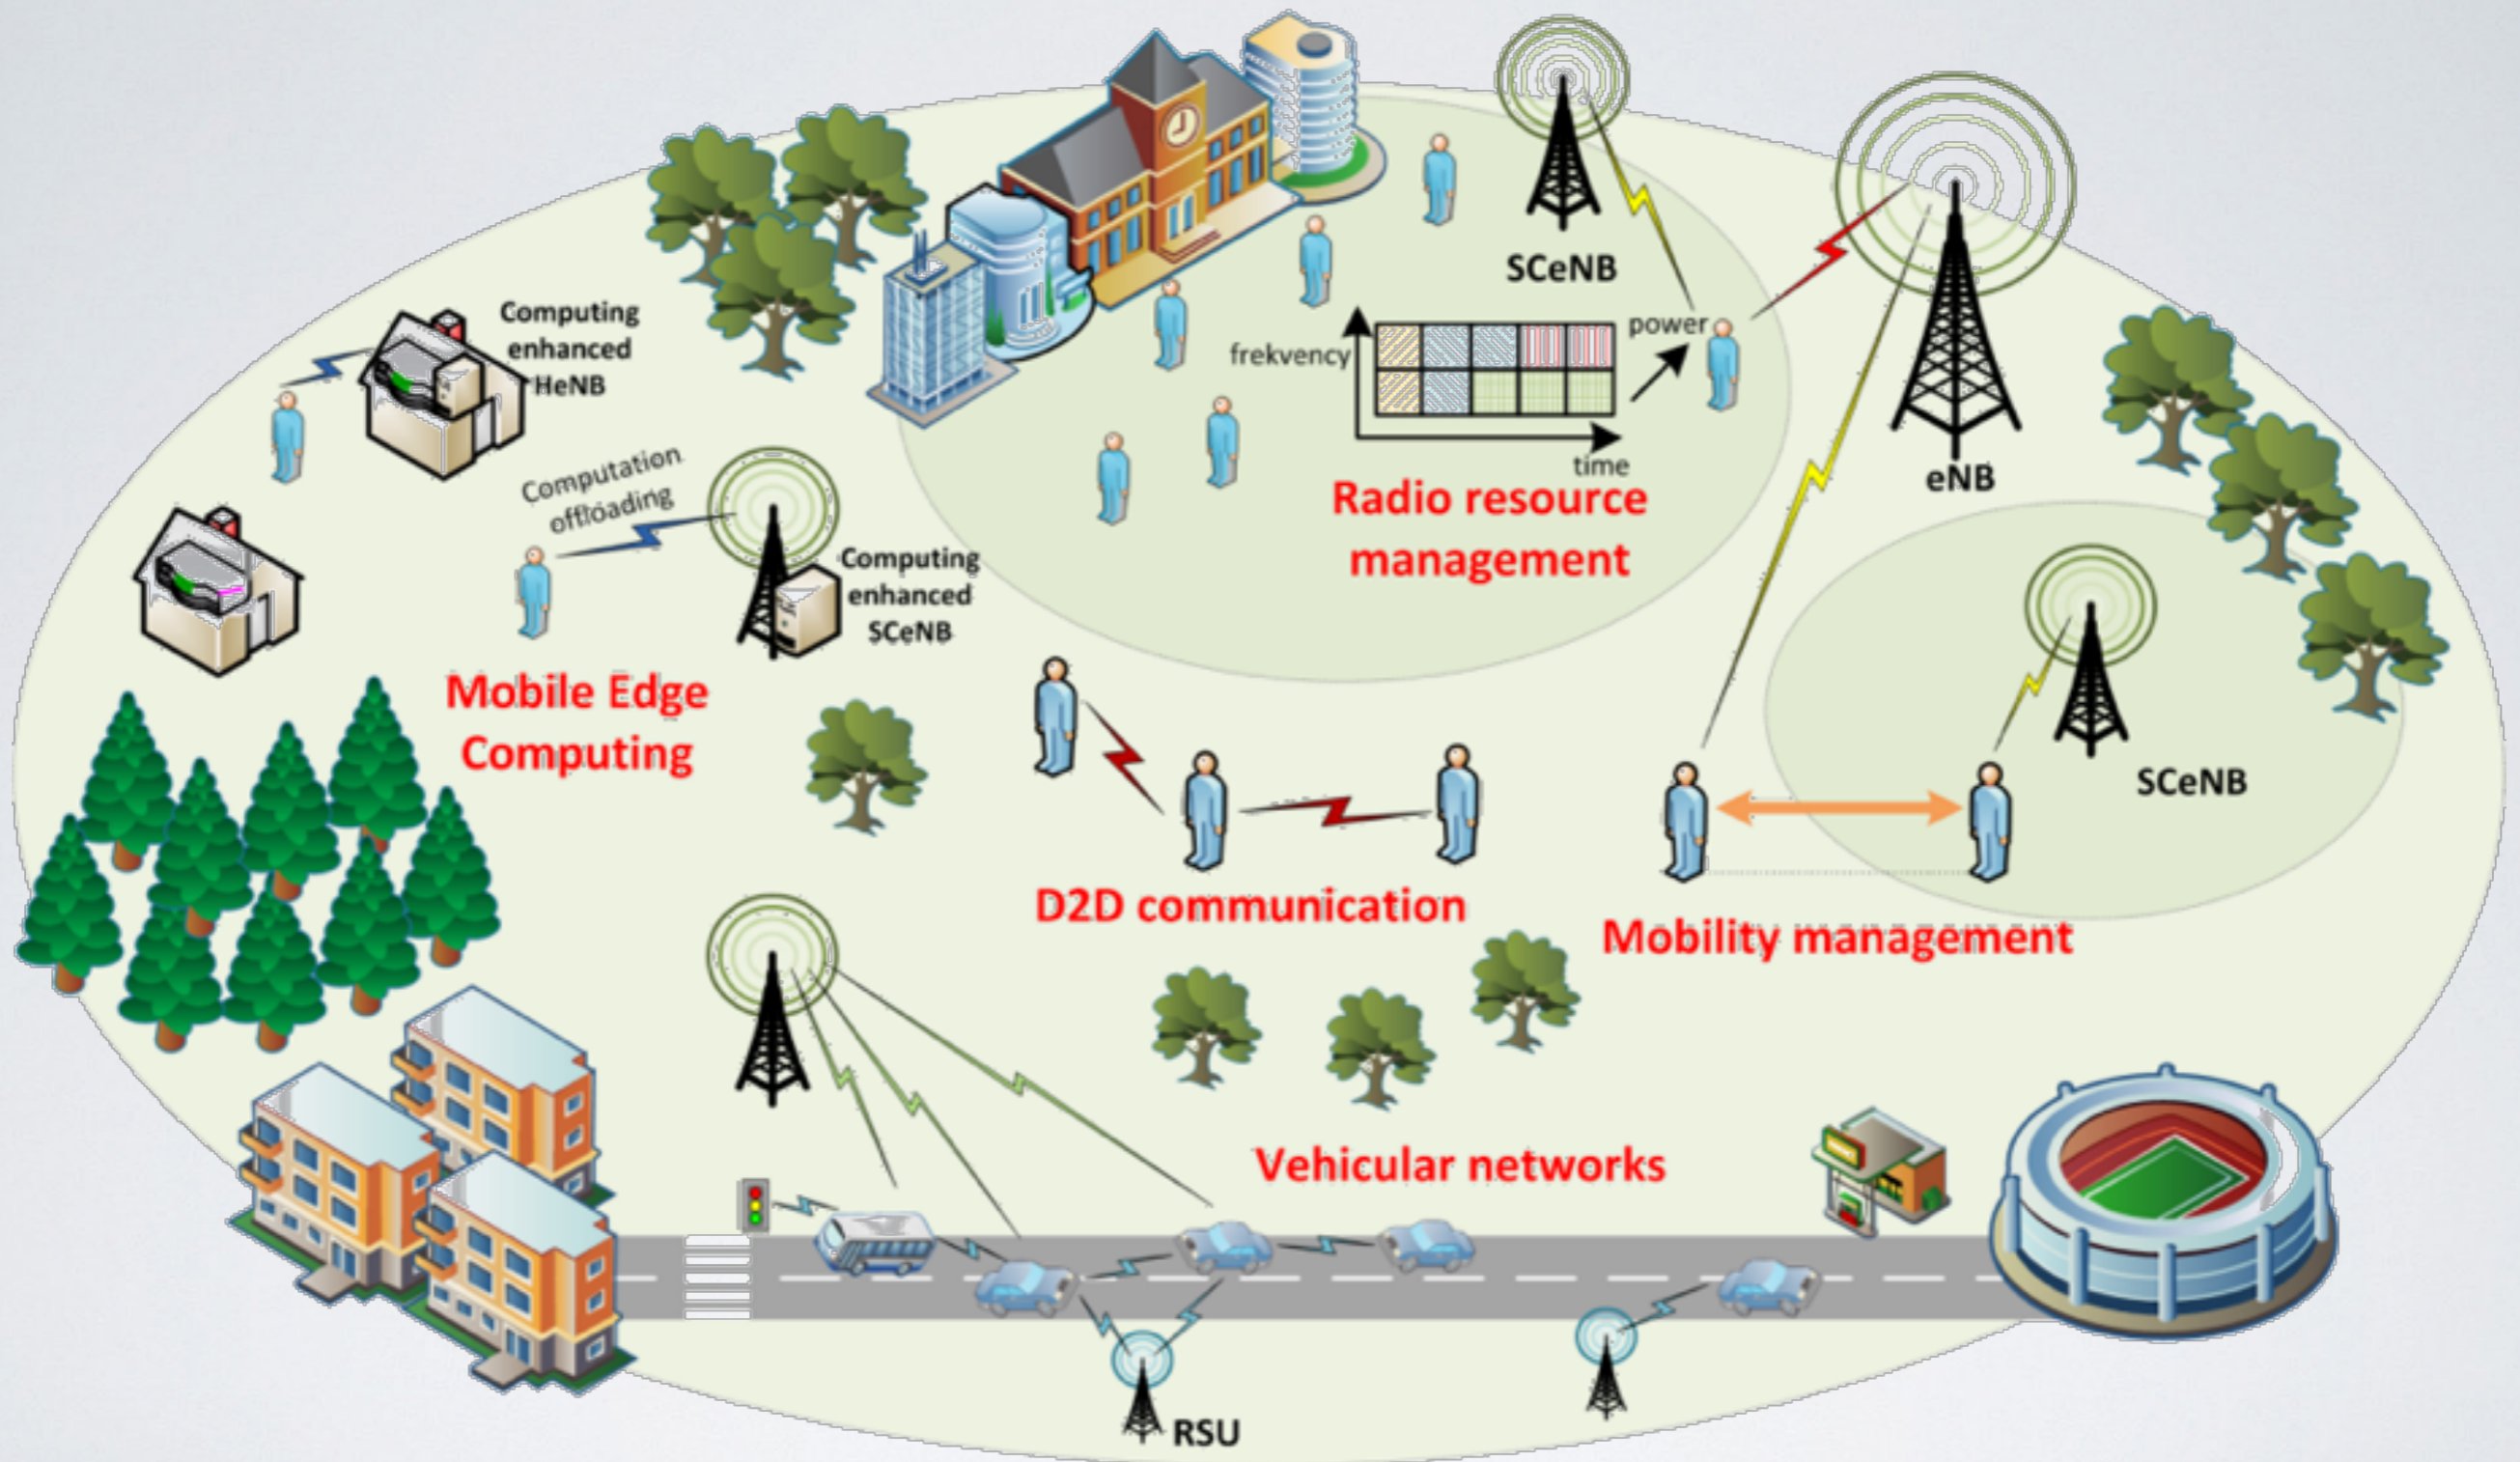 SCeNB
Computing
enhanced
HeNB
frekvency
power
time
eNB
Computation
offloading
Radio resource
management
Computing
enhanced
SCeNB
Mobile Edge
Computing
SCeNB
D2D communication
Mobility management
Vehicular networks
RSU